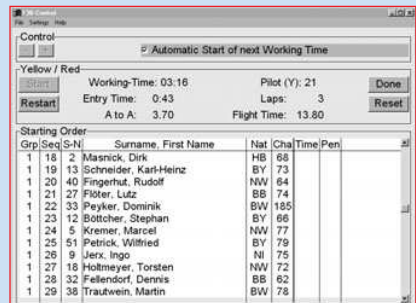 File Settings Help
Control
- +
Automatic Start of next Working Time
Yellow / Red
Start Working-Time: 03:16 Pilot (Y): 21 Done
Restart Entry Time: 0:43 Laps: 3 Reset
A to A: 3.70 Flight Time: 13.80
Starting Order
Grp Seq S-N Surname, First Name Nat Cha Time Pen
1 18 2 Masnick, Dirk HB 68
1 19 13 Schneider, Karl-Heinz BY 73
1 20 40 Fingerhut, Rudolf NW 64
1 21 27 Flöter, Lutz BB 74
1 22 33 Peyker, Dominik BW 185
1 23 12 Böttcher, Stephan BY 66
1 24 5 Kremer, Marcel NW 77
1 25 51 Petrick, Wilfried BY 79
1 26 9 Jerx, Ingo NI 75
1 27 18 Holtmeyer, Torsten NW 72
1 28 32 Fellendorf, Dennis BB 62
1 29 38 Trautwein, Martin BW 78